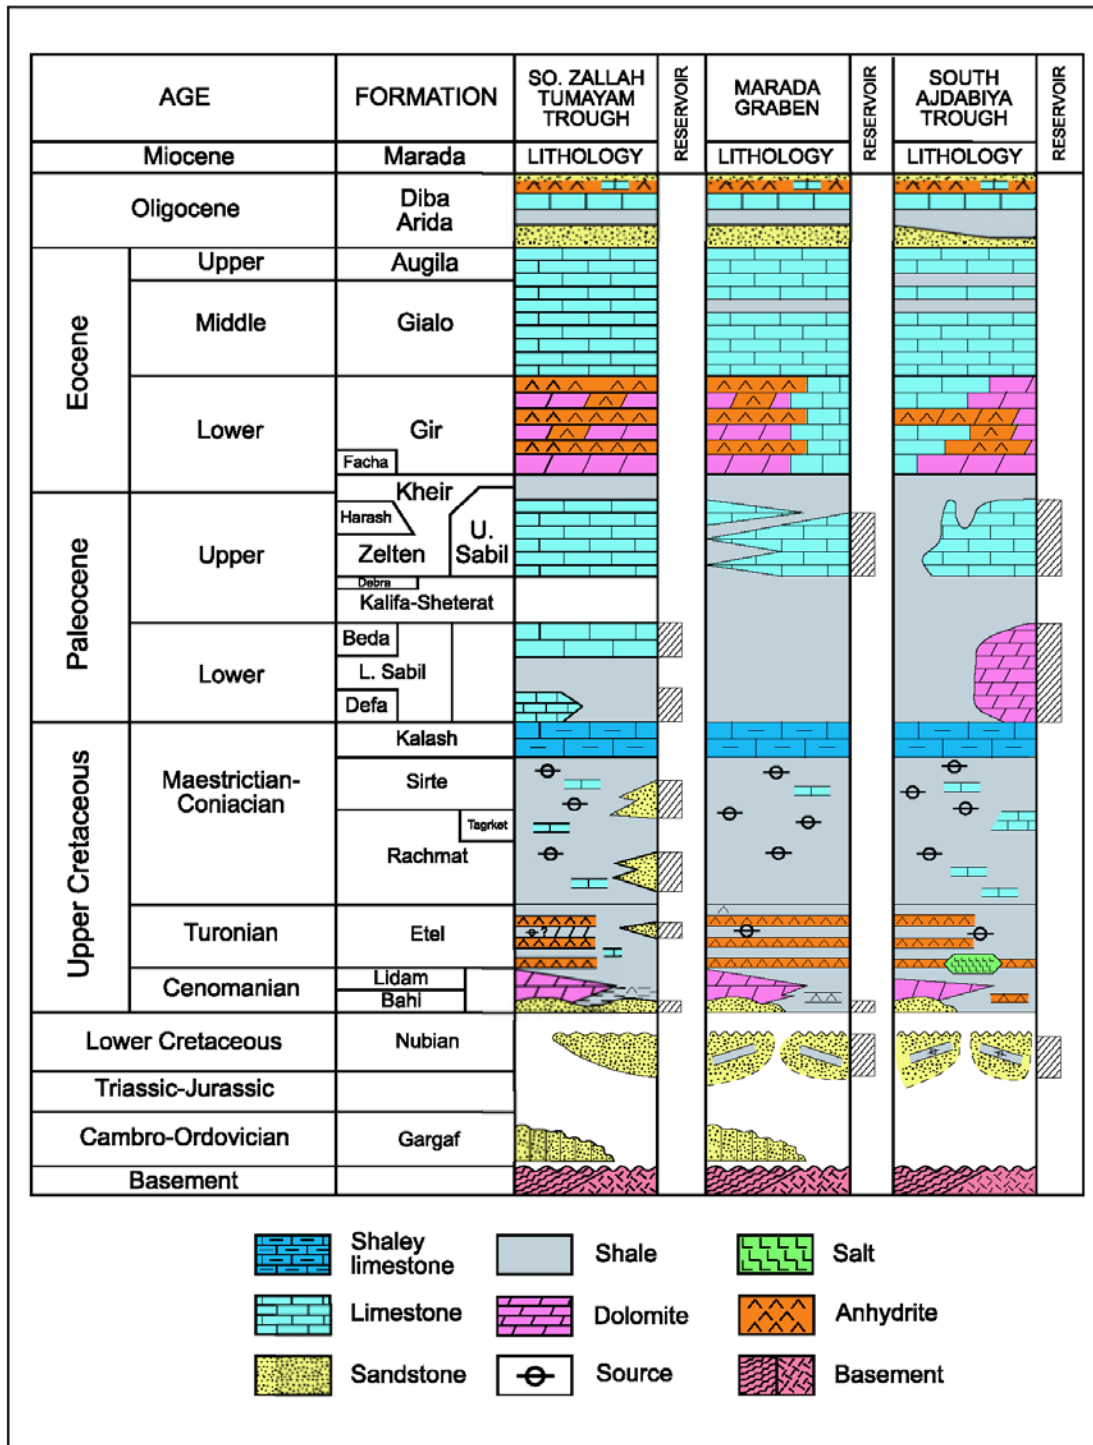 AGE
FORMATION
SO. ZALLAH
TUMAYAM
TROUGH
RESERVOIR
MARADA
GRABEN
RESERVOIR
SOUTH
AJDABIYA
TROUGH
RESERVOIR
Miocene
Marada
LITHOLOGY
LITHOLOGY
LITHOLOGY
Oligocene
Diba
Arida
Eocene
Upper
Augila
Middle
Gialo
Lower
Gir
Facha
Paleocene
Upper
Kheir
Harash
Zelten
U.
Sabil
Debra
Kalifa-Sheterat
Lower
Beda
L. Sabil
Defa
Upper Cretaceous
Maestrictian-
Coniacian
Kalash
Sirte
Tagrket
Rachmat
Turonian
Etel
?
Cenomanian
Lidam
Bahi
Lower Cretaceous
Nubian
Triassic-Jurassic
Cambro-Ordovician
Gargaf
Basement
Shaley
limestone
Shale
Salt
Limestone
Dolomite
Anhydrite
Sandstone
Source
Basement